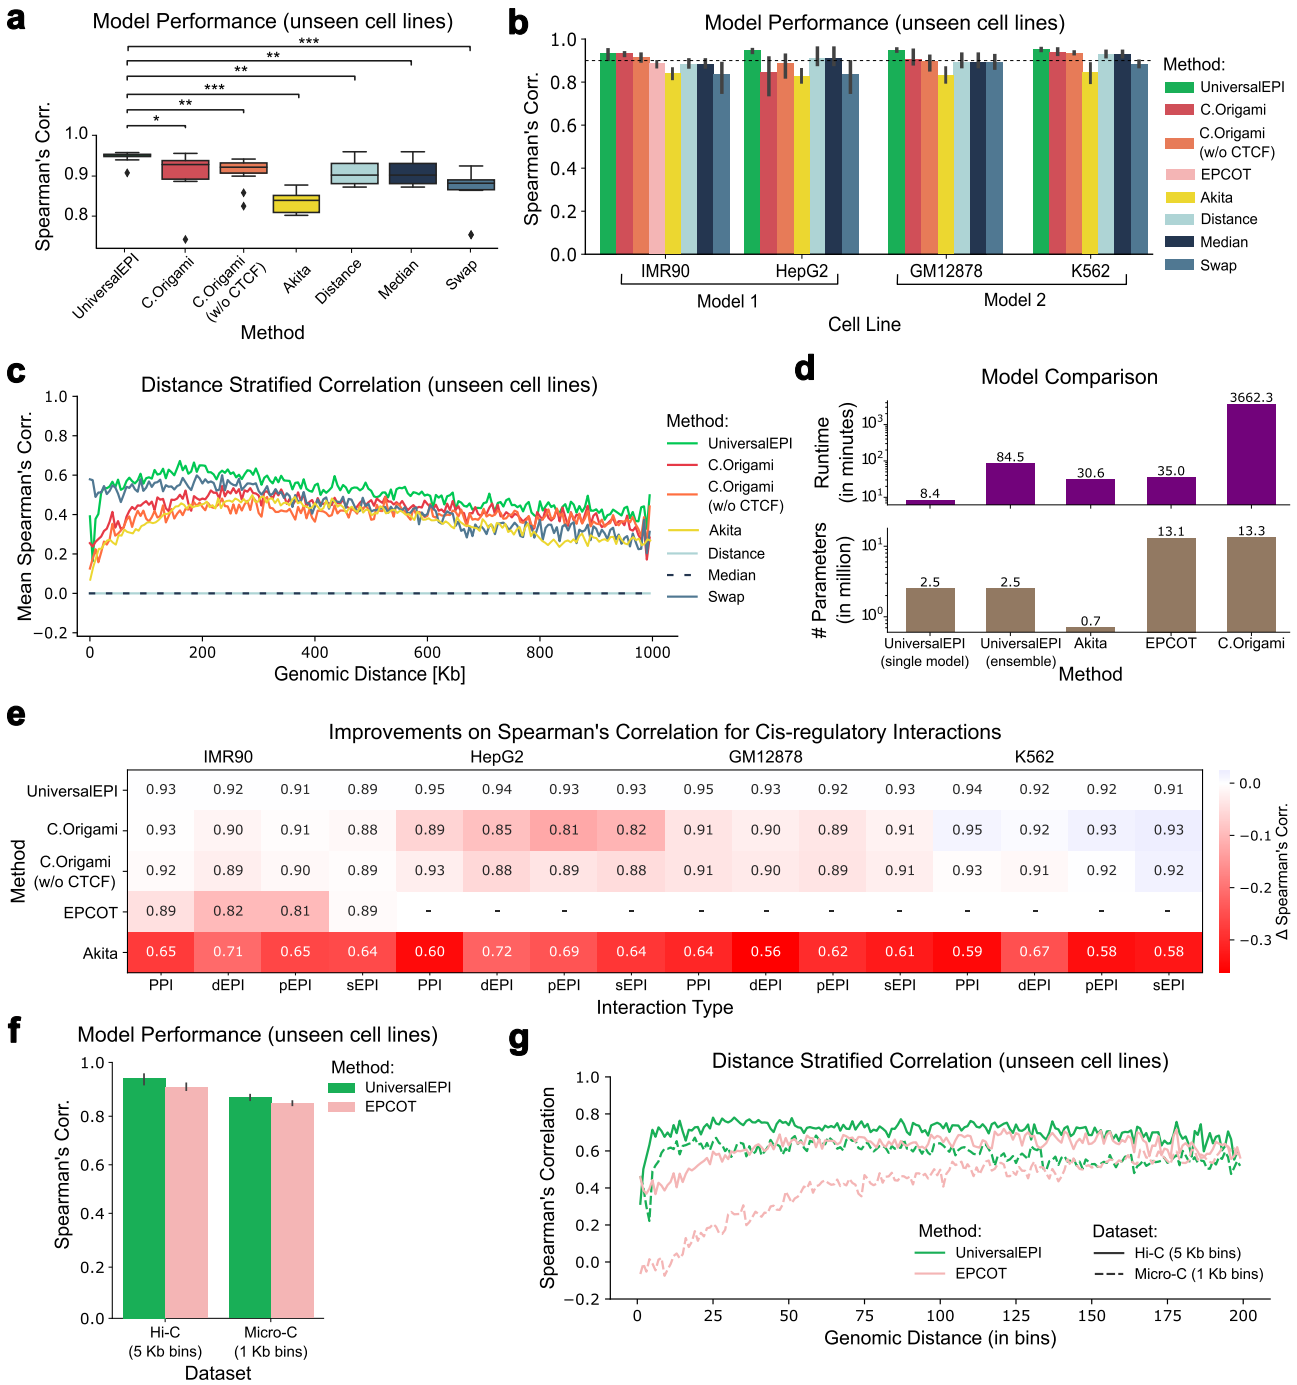 a
Model Performance (unseen cell lines)
***
**
**
***
**
*
Spearman's Corr.
1.0
0.9
0.8
UniversalEPI
C.Origami
C.Origami
(w/o CTCF)
Akita
Distance
Median
Swap
Method
b
Model Performance (unseen cell lines)
Spearman's Corr.
1.0
0.8
0.6
0.4
0.2
0.0
IMR90
HepG2
GM12878
K562
Model 1
Model 2
Cell Line
Method:
UniversalEPI
C.Origami
C.Origami
(w/o CTCF)
EPCOT
Akita
Distance
Median
Swap
c
Distance Stratified Correlation (unseen cell lines)
Mean Spearman's Corr.
1.0
0.8
0.6
0.4
0.2
0.0
−0.2
0
200
400
600
800
1000
Genomic Distance [Kb]
Method:
UniversalEPI
C.Origami
C.Origami
(w/o CTCF)
Akita
Distance
Median
Swap
d
Model Comparison
Runtime
(in minutes)
10³
10²
10¹
8.4
84.5
30.6
35.0
3662.3
# Parameters
(in million)
10¹
10⁰
2.5
2.5
0.7
13.1
13.3
UniversalEPI
(single model)
UniversalEPI
(ensemble)
Akita
EPCOT
C.Origami
Method
e
Improvements on Spearman's Correlation for Cis-regulatory Interactions
IMR90 HepG2 GM12878 K562
Method
UniversalEPI 0.93 0.92 0.91 0.89 0.95 0.94 0.93 0.93 0.95 0.93 0.92 0.93 0.94 0.92 0.92 0.91
C.Origami 0.93 0.90 0.91 0.88 0.89 0.85 0.81 0.82 0.91 0.90 0.89 0.91 0.95 0.92 0.93 0.93
C.Origami
(w/o CTCF) 0.92 0.89 0.90 0.89 0.93 0.88 0.89 0.88 0.91 0.90 0.89 0.91 0.93 0.91 0.92 0.92
EPCOT 0.89 0.82 0.81 0.89 - - - - - - - - - - - -
Akita 0.65 0.71 0.65 0.64 0.60 0.72 0.69 0.64 0.64 0.56 0.62 0.61 0.59 0.67 0.58 0.58
PPI dEPI pEPI sEPI PPI dEPI pEPI sEPI PPI dEPI pEPI sEPI PPI dEPI pEPI sEPI
Interaction Type
0.0
−0.1
−0.2
−0.3
Δ Spearman's Corr.
f
Model Performance (unseen cell lines)
Spearman's Corr.
1.0
0.8
0.6
0.4
0.2
0.0
Hi-C
(5 Kb bins)
Micro-C
(1 Kb bins)
Dataset
Method:
UniversalEPI
EPCOT
g
Distance Stratified Correlation (unseen cell lines)
Spearman's Correlation
1.0
0.8
0.6
0.4
0.2
0.0
−0.2
0
25
50
75
100
125
150
175
200
Genomic Distance (in bins)
Method:
UniversalEPI
EPCOT
Dataset:
Hi-C (5 Kb bins)
Micro-C (1 Kb bins)